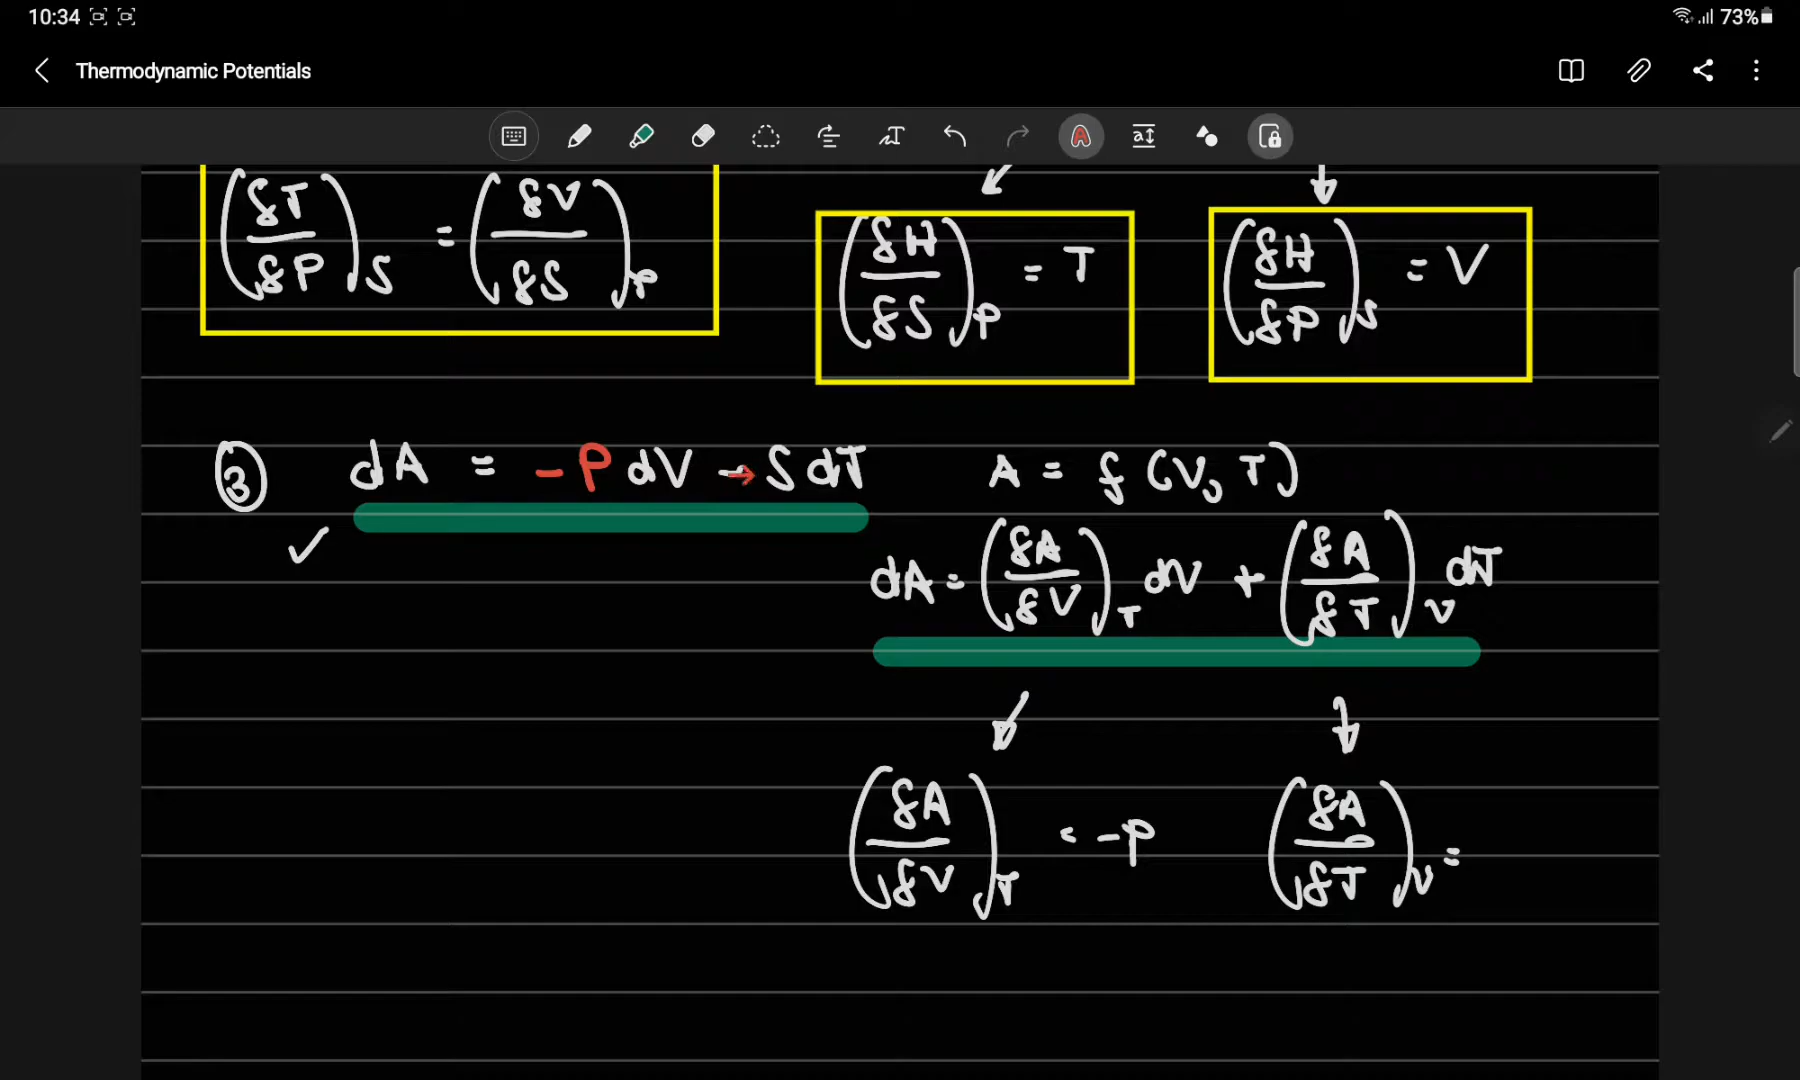 10:34 73%
Thermodynamic Potentials
(δT/δP)S = (δV/δS)P
(δH/δS)P = T
(δH/δP)S = V
③ dA = -P dV - S dT A = f (V, T)
dA = (δA/δV)T dV + (δA/δT)V dT
(δA/δV)T = -P (δA/δT)V =